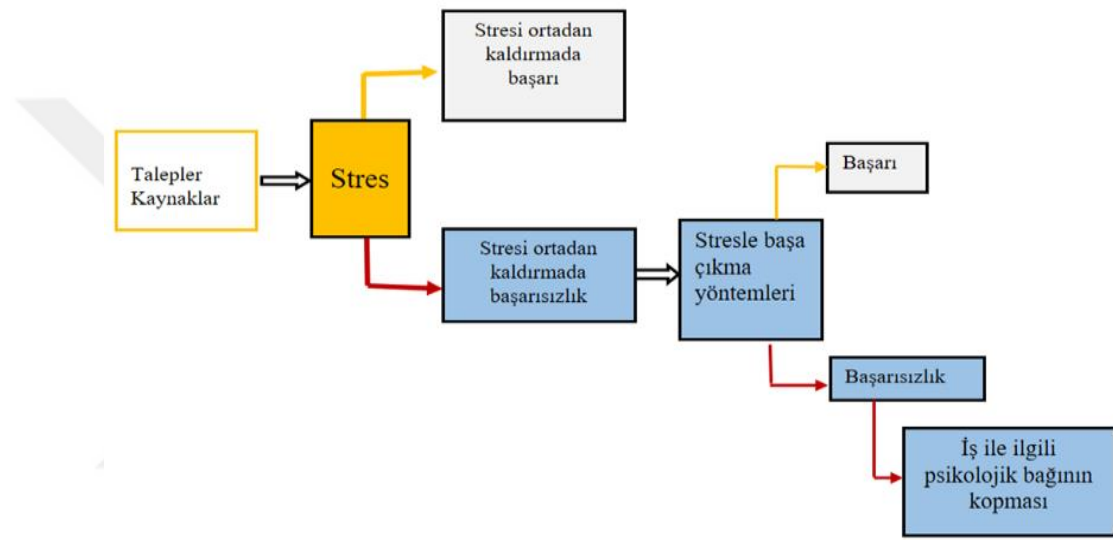 Stresi ortadan
kaldırmada
başarı
Talepler
Kaynaklar
Stres
Başarı
Stresi ortadan
kaldırmada
başarısızlık
Stresle başa
çıkma
yöntemleri
Başarısızlık
İş ile ilgili
psikolojik bağının
kopması